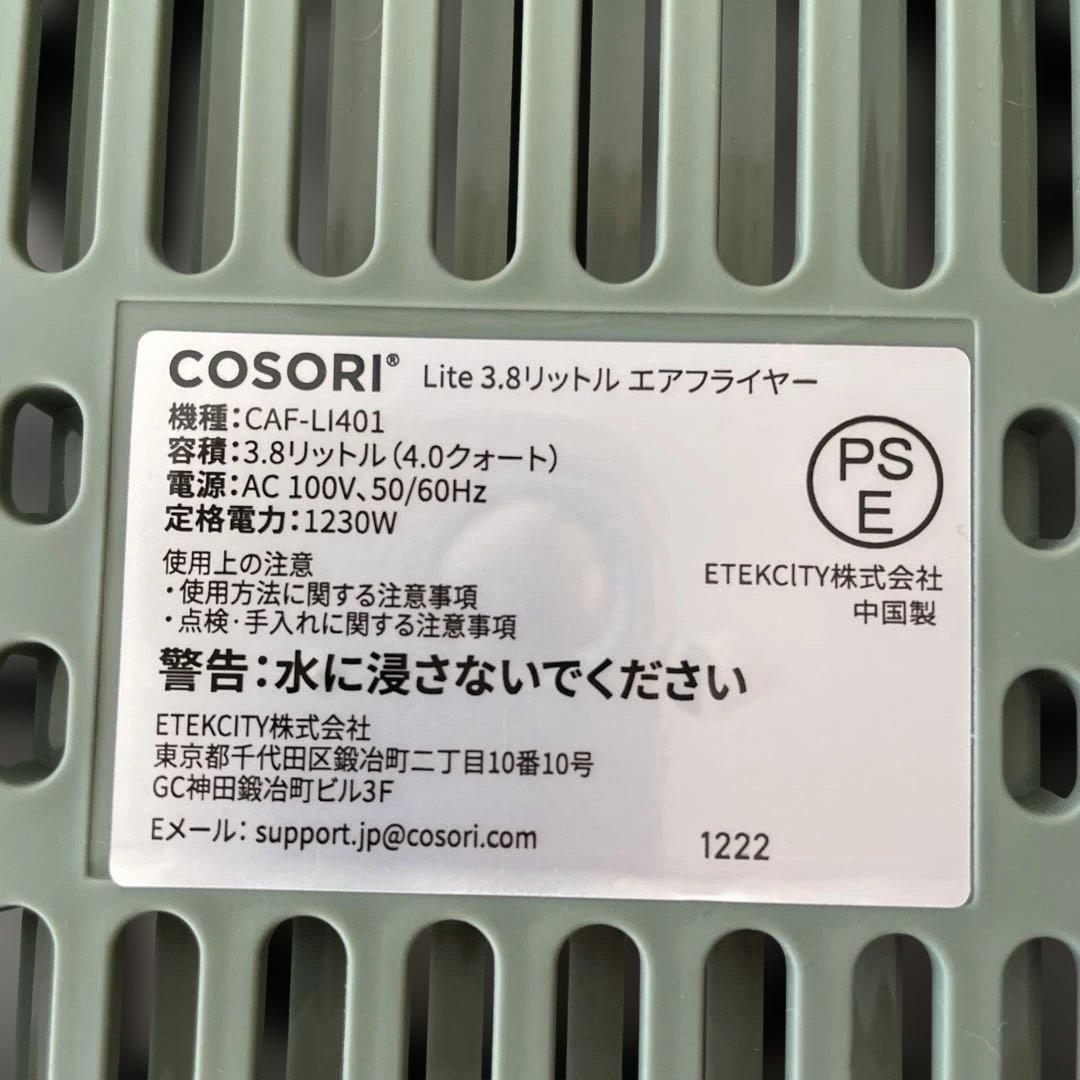 COSORI® Lite 3.8リットル エアフライヤー
機種：CAF-LI401
容積：3.8リットル（4.0クォート）
電源：AC 100V、50/60Hz
定格電力：1230W
PS
E
ETEKCITY株式会社
中国製
使用上の注意
・使用方法に関する注意事項
・点検・手入れに関する注意事項
警告：水に浸さないでください
ETEKCITY株式会社
東京都千代田区鍛冶町二丁目10番10号
GC神田鍛冶町ビル3F
Eメール：support.jp@cosori.com
1222